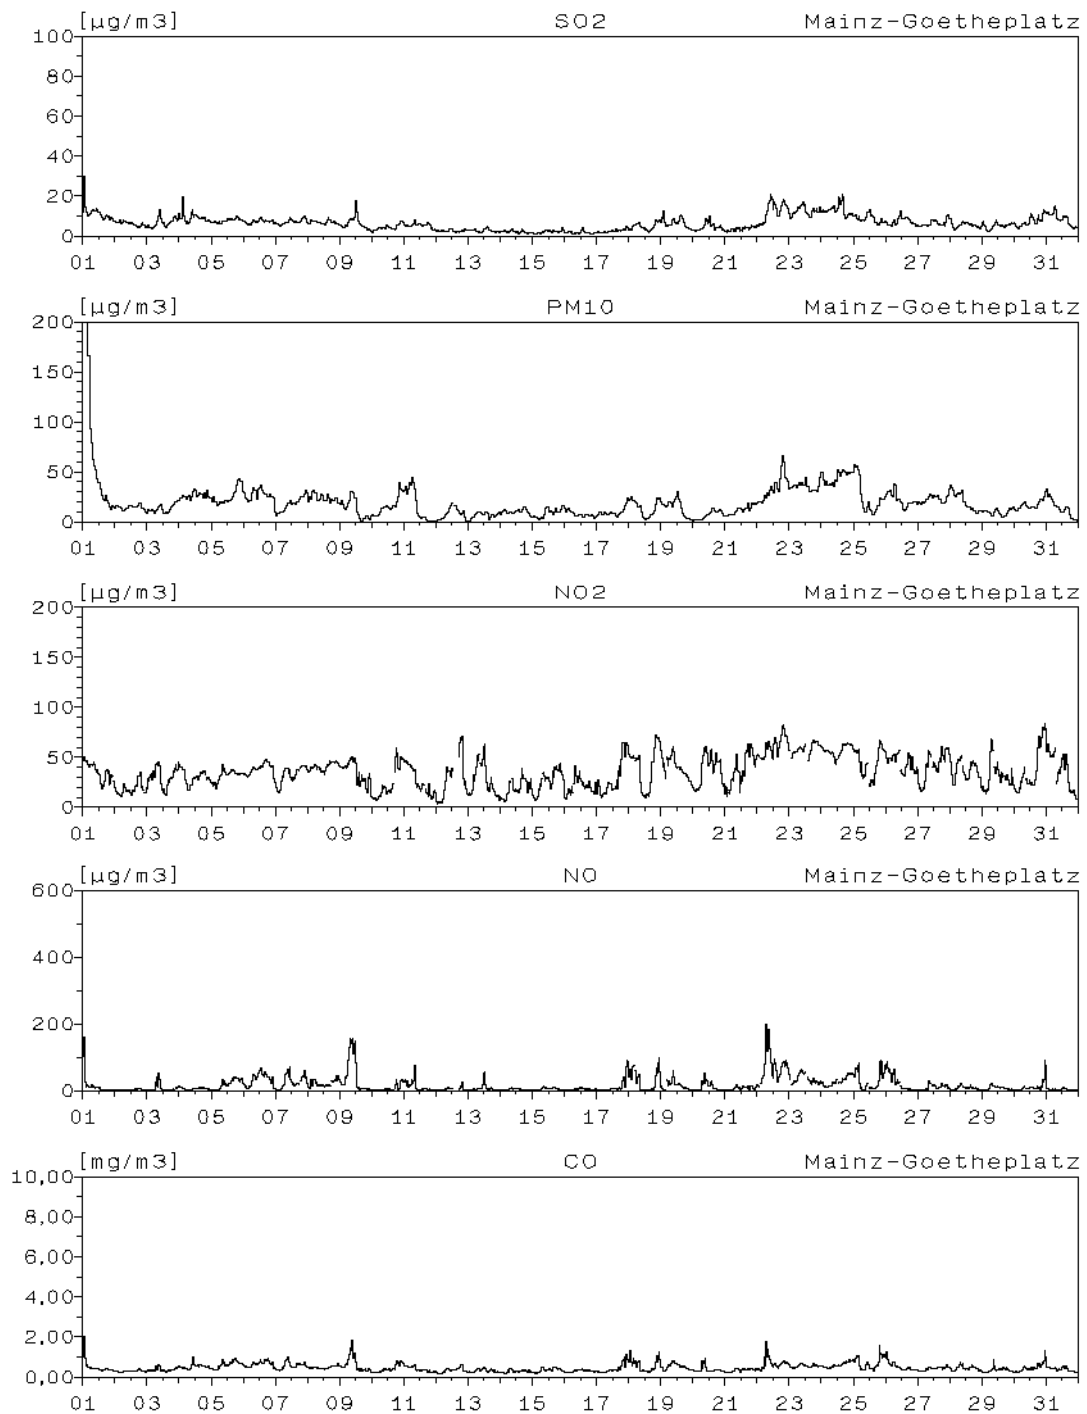 [µg/m3] SO2 Mainz-Goetheplatz
100
80
60
40
20
0
01 03 05 07 09 11 13 15 17 19 21 23 25 27 29 31
[µg/m3] PM10 Mainz-Goetheplatz
200
150
100
50
0
01 03 05 07 09 11 13 15 17 19 21 23 25 27 29 31
[µg/m3] NO2 Mainz-Goetheplatz
200
150
100
50
0
01 03 05 07 09 11 13 15 17 19 21 23 25 27 29 31
[µg/m3] NO Mainz-Goetheplatz
600
400
200
0
01 03 05 07 09 11 13 15 17 19 21 23 25 27 29 31
[mg/m3] CO Mainz-Goetheplatz
10,00
8,00
6,00
4,00
2,00
0,00
01 03 05 07 09 11 13 15 17 19 21 23 25 27 29 31